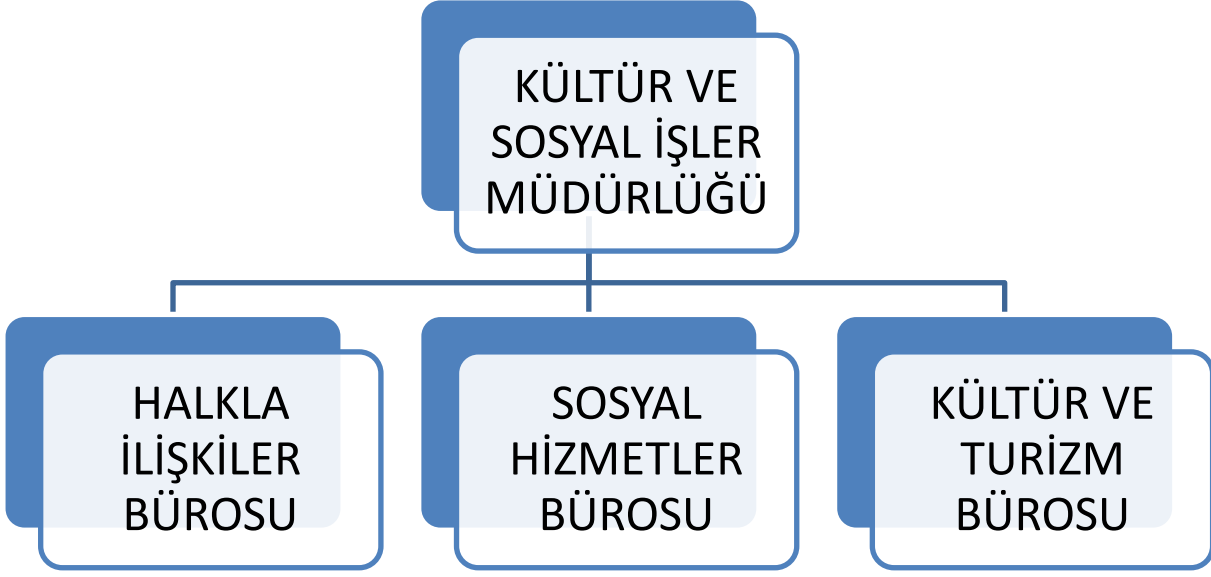 KÜLTÜR VE
SOSYAL İŞLER
MÜDÜRLÜĞÜ
HALKLA
İLİŞKİLER
BÜROSU
SOSYAL
HİZMETLER
BÜROSU
KÜLTÜR VE
TURİZM
BÜROSU